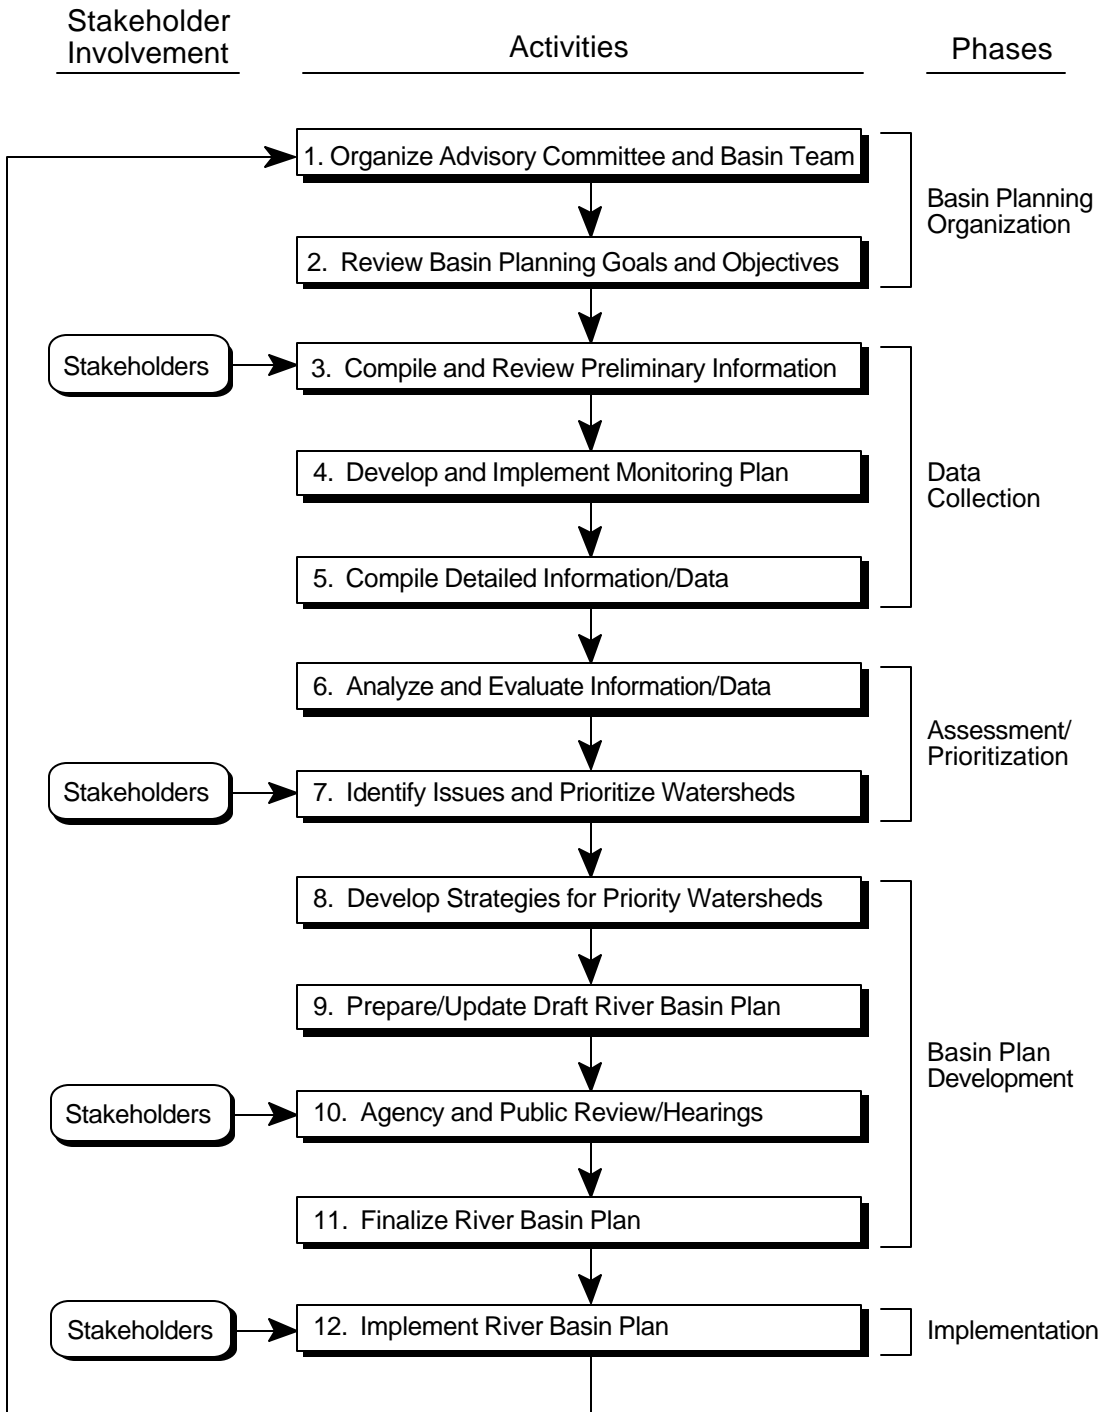 Stakeholder
Involvement
Activities
Phases
1. Organize Advisory Committee and Basin Team
Basin Planning
Organization
2. Review Basin Planning Goals and Objectives
Stakeholders
3. Compile and Review Preliminary Information
4. Develop and Implement Monitoring Plan
Data
Collection
5. Compile Detailed Information/Data
6. Analyze and Evaluate Information/Data
Assessment/
Prioritization
Stakeholders
7. Identify Issues and Prioritize Watersheds
8. Develop Strategies for Priority Watersheds
9. Prepare/Update Draft River Basin Plan
Basin Plan
Development
Stakeholders
10. Agency and Public Review/Hearings
11. Finalize River Basin Plan
Stakeholders
12. Implement River Basin Plan
Implementation